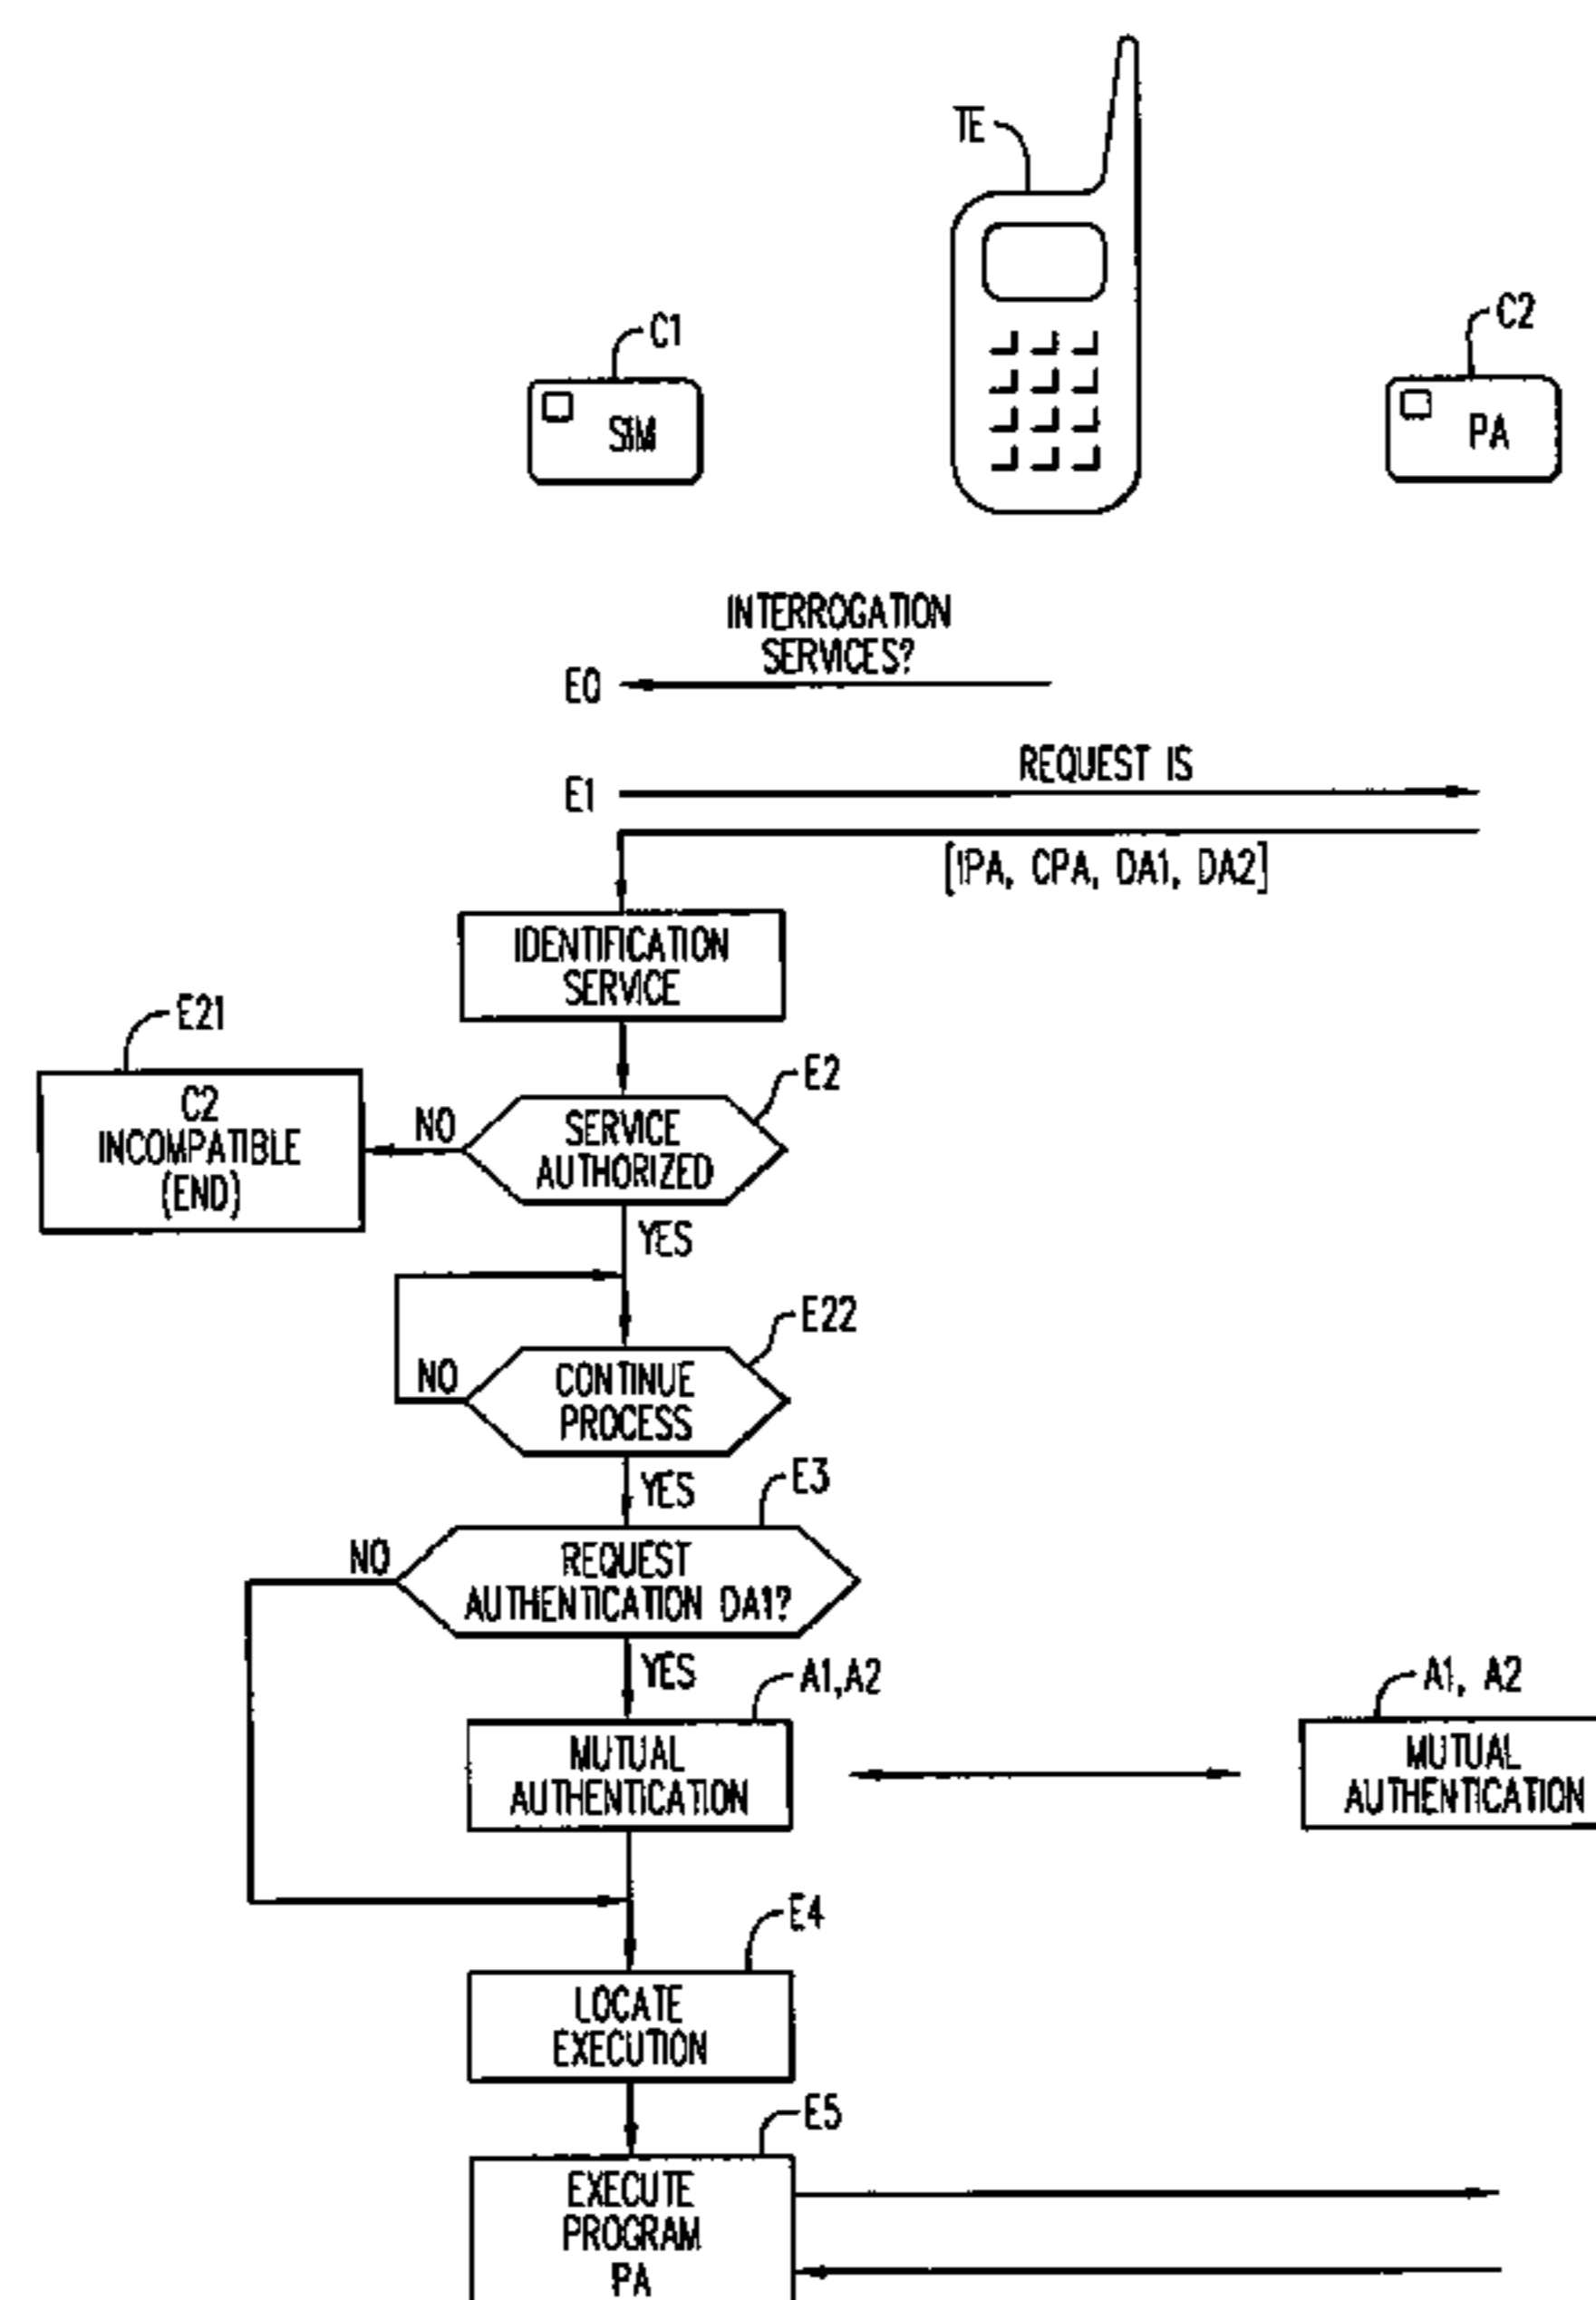 TE
C1
C2
SIM
PA
INTERROGATION
SERVICES?
E0
REQUEST IS
E1
[IPA, CPA, DA1, DA2]
IDENTIFICATION
SERVICE
E21
C2
INCOMPATIBLE
(END)
NO
E2
SERVICE
AUTHORIZED
YES
E22
NO
CONTINUE
PROCESS
YES
E3
NO
REQUEST
AUTHENTICATION DA1?
YES
A1,A2
MUTUAL
AUTHENTICATION
A1, A2
MUTUAL
AUTHENTICATION
E4
LOCATE
EXECUTION
E5
EXECUTE
PROGRAM
PA